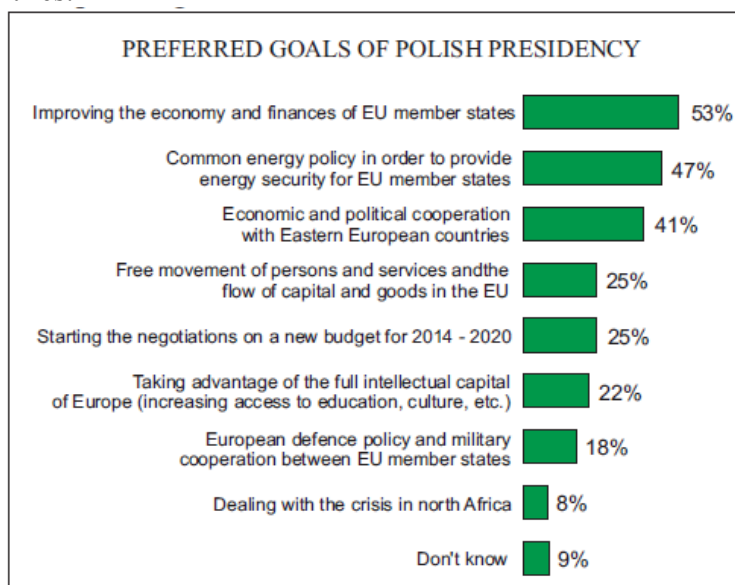 PREFERRED GOALS OF POLISH PRESIDENCY
Improving the economy and finances of EU member states 53%
Common energy policy in order to provide
energy security for EU member states 47%
Economic and political cooperation
with Eastern European countries 41%
Free movement of persons and services andthe
flow of capital and goods in the EU 25%
Starting the negotiations on a new budget for 2014 - 2020 25%
Taking advantage of the full intellectual capital
of Europe (increasing access to education, culture, etc.) 22%
European defence policy and military
cooperation between EU member states 18%
Dealing with the crisis in north Africa 8%
Don't know 9%